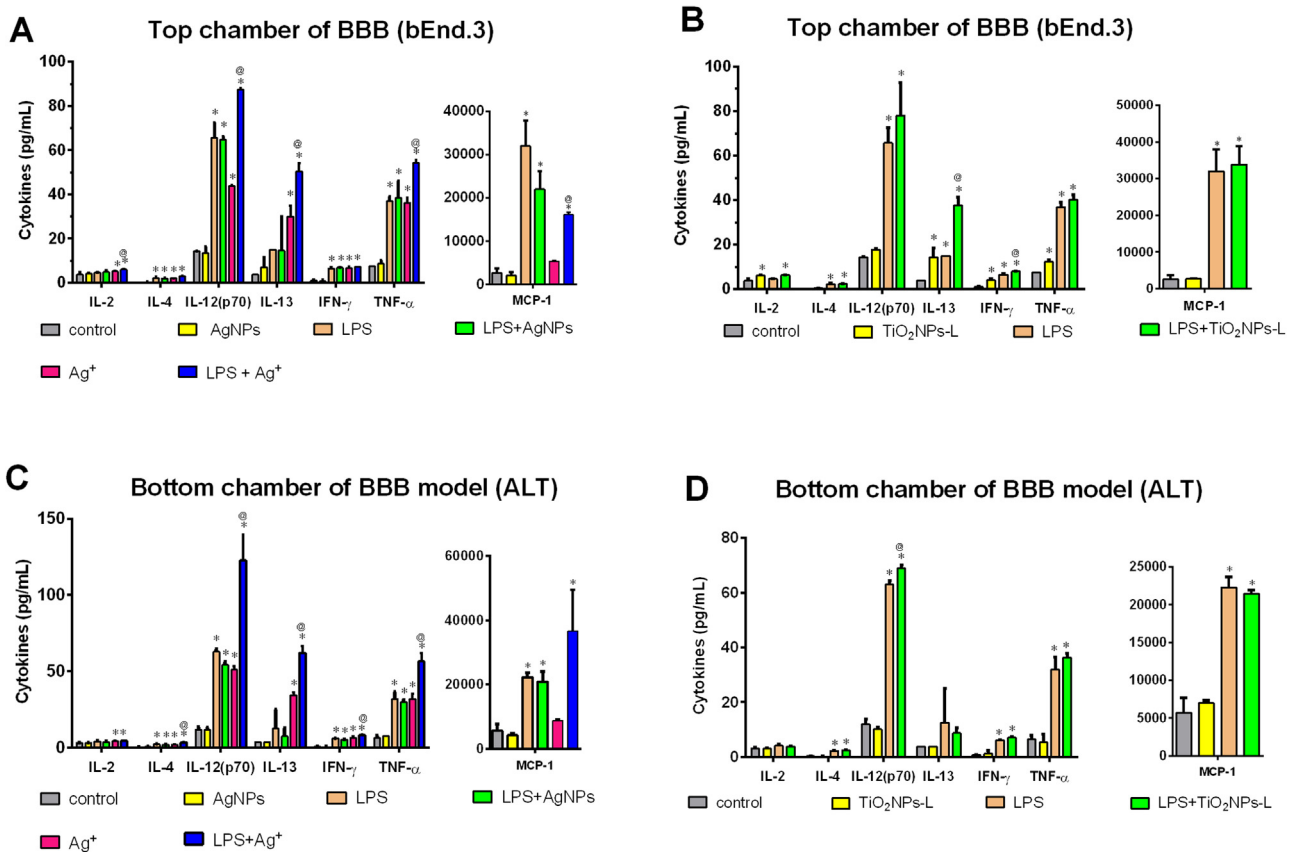 A
Top chamber of BBB (bEnd.3)
Cytokines (pg/mL)
100
80
60
40
20
0
IL-2
IL-4
IL-12(p70)
IL-13
IFN-γ
TNF-α
40000
30000
20000
10000
0
MCP-1
control
AgNPs
LPS
LPS+AgNPs
Ag⁺
LPS + Ag⁺
B
Top chamber of BBB (bEnd.3)
Cytokines (pg/mL)
100
80
60
40
20
0
IL-2
IL-4
IL-12(p70)
IL-13
IFN-γ
TNF-α
50000
40000
30000
20000
10000
0
MCP-1
control
TiO₂NPs-L
LPS
LPS+TiO₂NPs-L
C
Bottom chamber of BBB model (ALT)
Cytokines (pg/mL)
150
100
50
0
IL-2
IL-4
IL-12(p70)
IL-13
IFN-γ
TNF-α
60000
40000
20000
0
MCP-1
control
AgNPs
LPS
LPS+AgNPs
Ag⁺
LPS+Ag⁺
D
Bottom chamber of BBB model (ALT)
Cytokines (pg/mL)
80
60
40
20
0
IL-2
IL-4
IL-12(p70)
IL-13
IFN-γ
TNF-α
25000
20000
15000
10000
5000
0
MCP-1
control
TiO₂NPs-L
LPS
LPS+TiO₂NPs-L